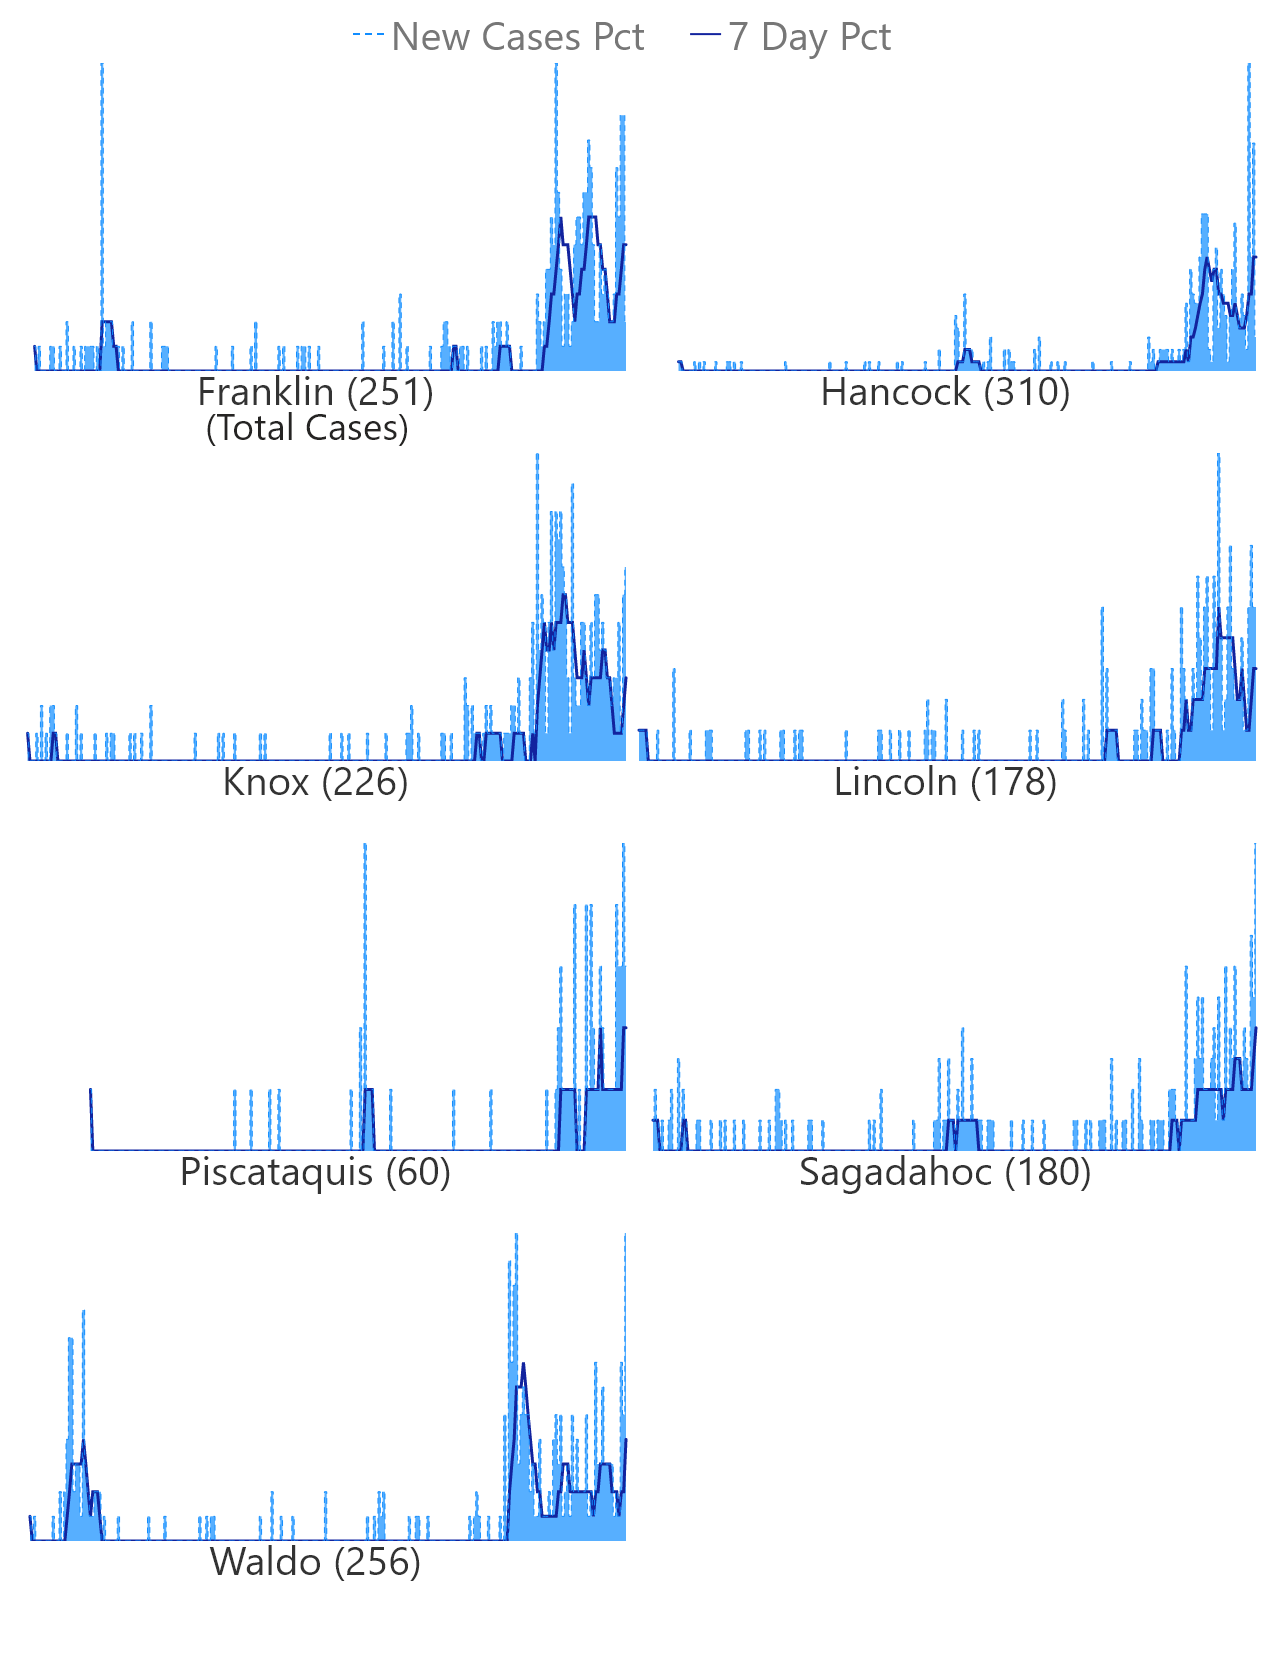 New Cases Pct 7 Day Pct
Franklin (251) Hancock (310)
(Total Cases)
Knox (226) Lincoln (178)
Piscataquis (60) Sagadahoc (180)
Waldo (256)